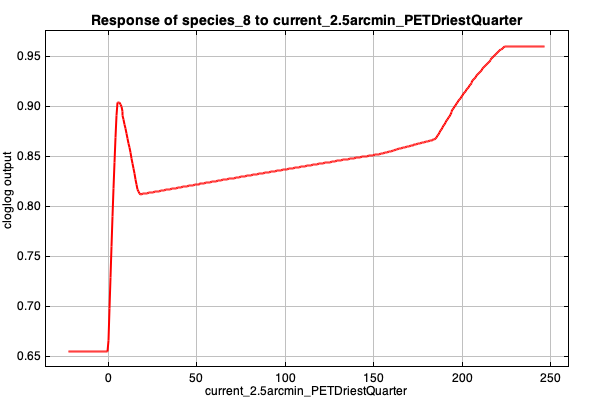 Response of species_8 to current_2.5arcmin_PETDriestQuarter
0.95
0.90
0.85
0.80
0.75
0.70
0.65
cloglog output
0 50 100 150 200 250
current_2.5arcmin_PETDriestQuarter